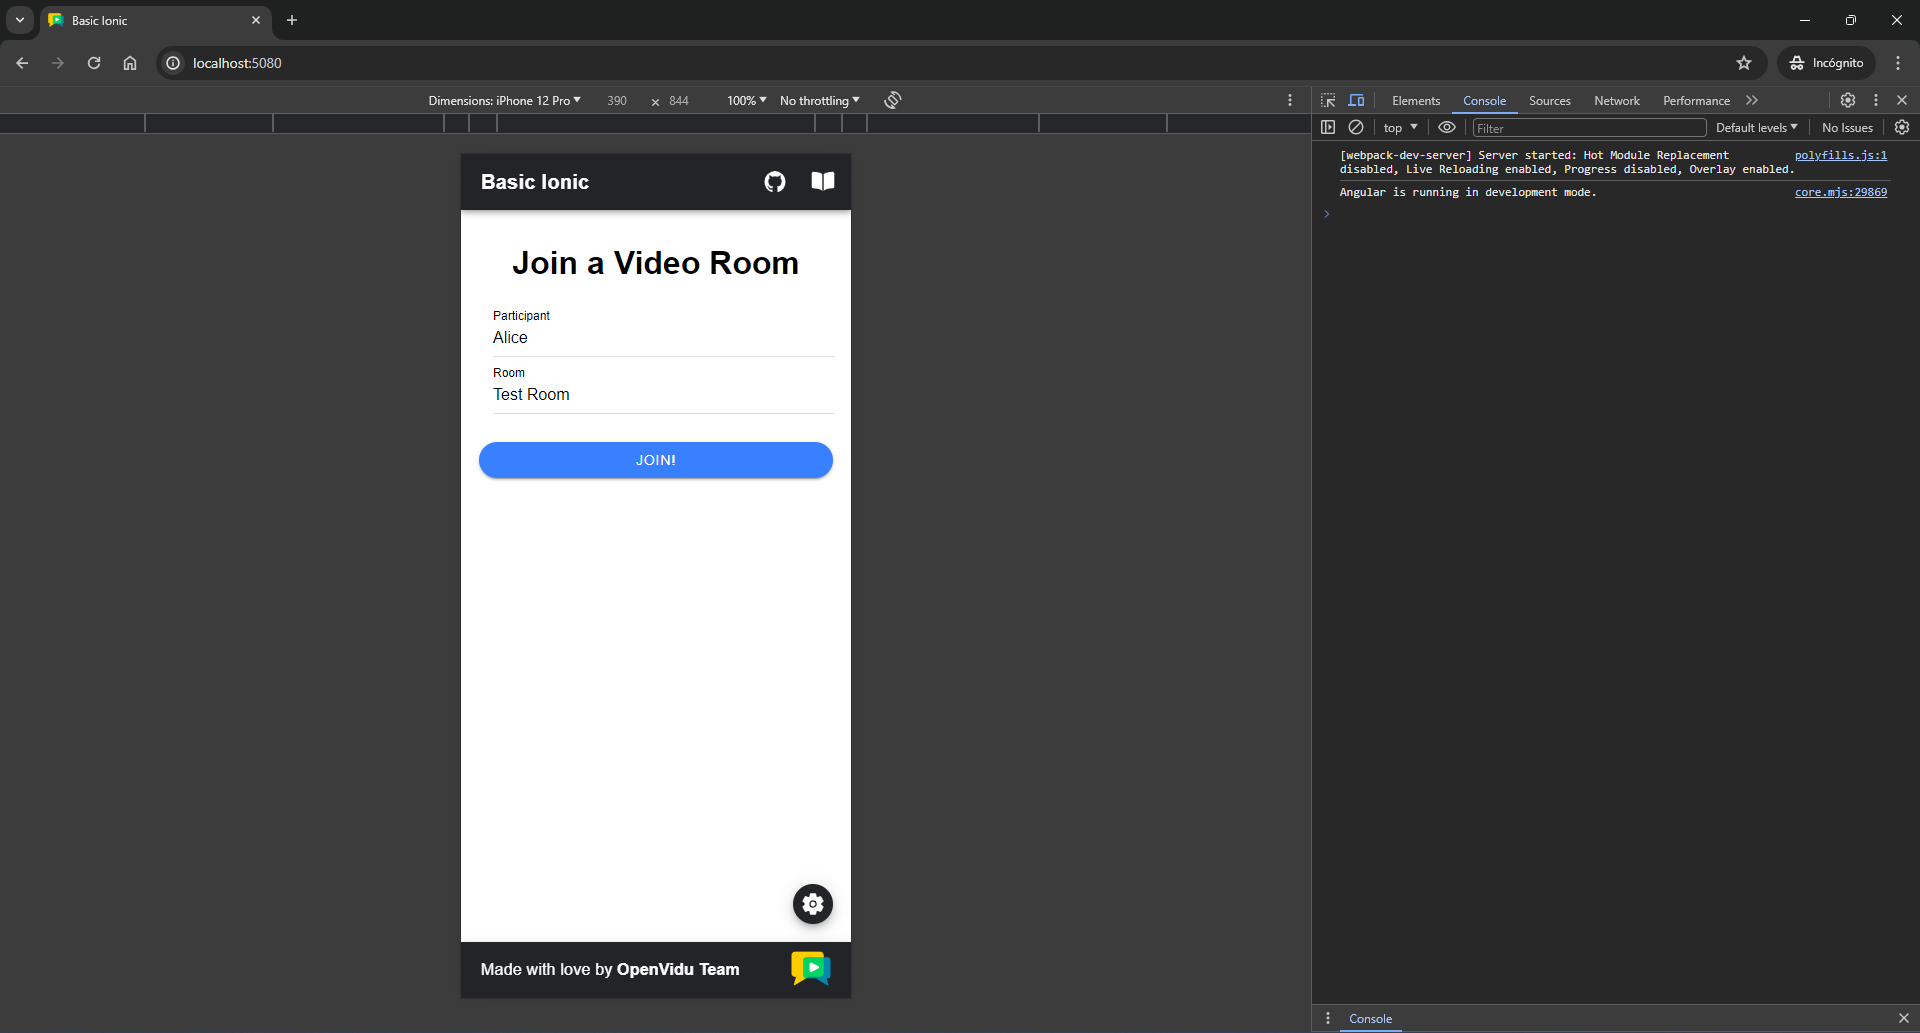 Basic Ionic
localhost:5080
Incógnito
Dimensions: iPhone 12 Pro
390
×
844
100%
No throttling
Elements
Console
Sources
Network
Performance
top
Filter
Default levels
No Issues
[webpack-dev-server] Server started: Hot Module Replacement disabled, Live Reloading enabled, Progress disabled, Overlay enabled.
polyfills.js:1
Angular is running in development mode.
core.mjs:29869
Basic Ionic
Join a Video Room
Participant
Alice
Room
Test Room
JOIN!
Made with love by OpenVidu Team
Console